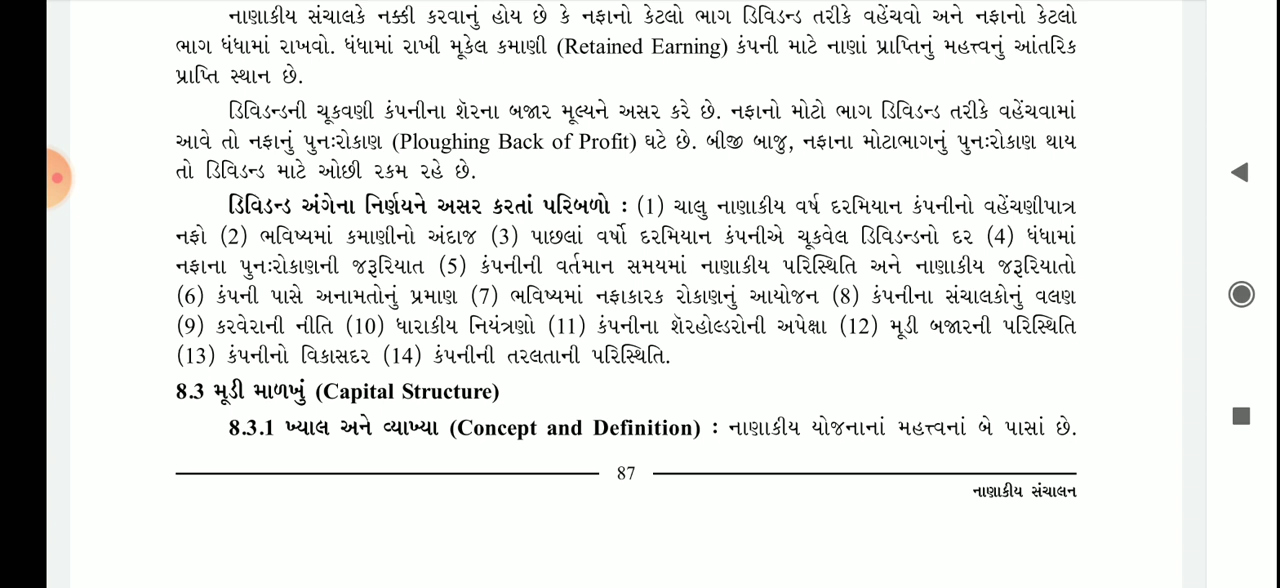 નાણાકીય સંચાલકે નક્કી કરવાનું હોય છે કે નફાનો કેટલો ભાગ ડિવિડન્ડ તરીકે વહેંચવો અને નફાનો કેટલો
ભાગ ધંધામાં રાખવો. ધંધામાં રાખી મૂકેલ કમાણી (Retained Earning) કંપની માટે નાણાં પ્રાપ્તિનું મહત્ત્વનું આંતરિક
પ્રાપ્તિ સ્થાન છે.
ડિવિડન્ડની ચૂકવણી કંપનીના શૅરના બજાર મૂલ્યને અસર કરે છે. નફાનો મોટો ભાગ ડિવિડન્ડ તરીકે વહેંચવામાં
આવે તો નફાનું પુનઃરોકાણ (Ploughing Back of Profit) ઘટે છે. બીજી બાજુ, નફાના મોટાભાગનું પુનઃરોકાણ થાય
તો ડિવિડન્ડ માટે ઓછી રકમ રહે છે.
ડિવિડન્ડ અંગેના નિર્ણયને અસર કરતાં પરિબળો : (1) ચાલુ નાણાકીય વર્ષ દરમિયાન કંપનીનો વહેંચણીપાત્ર
નફો (2) ભવિષ્યમાં કમાણીનો અંદાજ (3) પાછલાં વર્ષો દરમિયાન કંપનીએ ચૂકવેલ ડિવિડન્ડનો દર (4) ધંધામાં
નફાના પુનઃરોકાણની જરૂરિયાત (5) કંપનીની વર્તમાન સમયમાં નાણાકીય પરિસ્થિતિ અને નાણાકીય જરૂરિયાતો
(6) કંપની પાસે અનામતોનું પ્રમાણ (7) ભવિષ્યમાં નફાકારક રોકાણનું આયોજન (8) કંપનીના સંચાલકોનું વલણ
(9) કરવેરાની નીતિ (10) ધારાકીય નિયંત્રણો (11) કંપનીના શૅરહોલ્ડરોની અપેક્ષા (12) મૂડી બજારની પરિસ્થિતિ
(13) કંપનીનો વિકાસદર (14) કંપનીની તરલતાની પરિસ્થિતિ.
8.3 મૂડી માળખું (Capital Structure)
8.3.1 ખ્યાલ અને વ્યાખ્યા (Concept and Definition) : નાણાકીય યોજનાનાં મહત્ત્વનાં બે પાસાં છે.
87
નાણાકીય સંચાલન